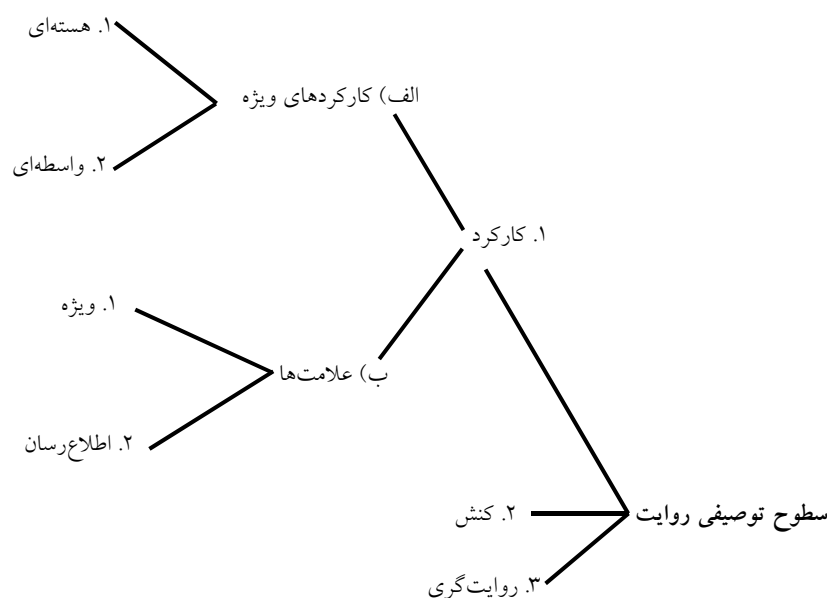 ۱. هسته‌ای
الف) کارکردهای ویژه
۲. واسطه‌ای
۱. کارکرد
۱. ویژه
ب) علامت‌ها
۲. اطلاع‌رسان
سطوح توصیفی روایت
۲. کنش
۳. روایت‌گری